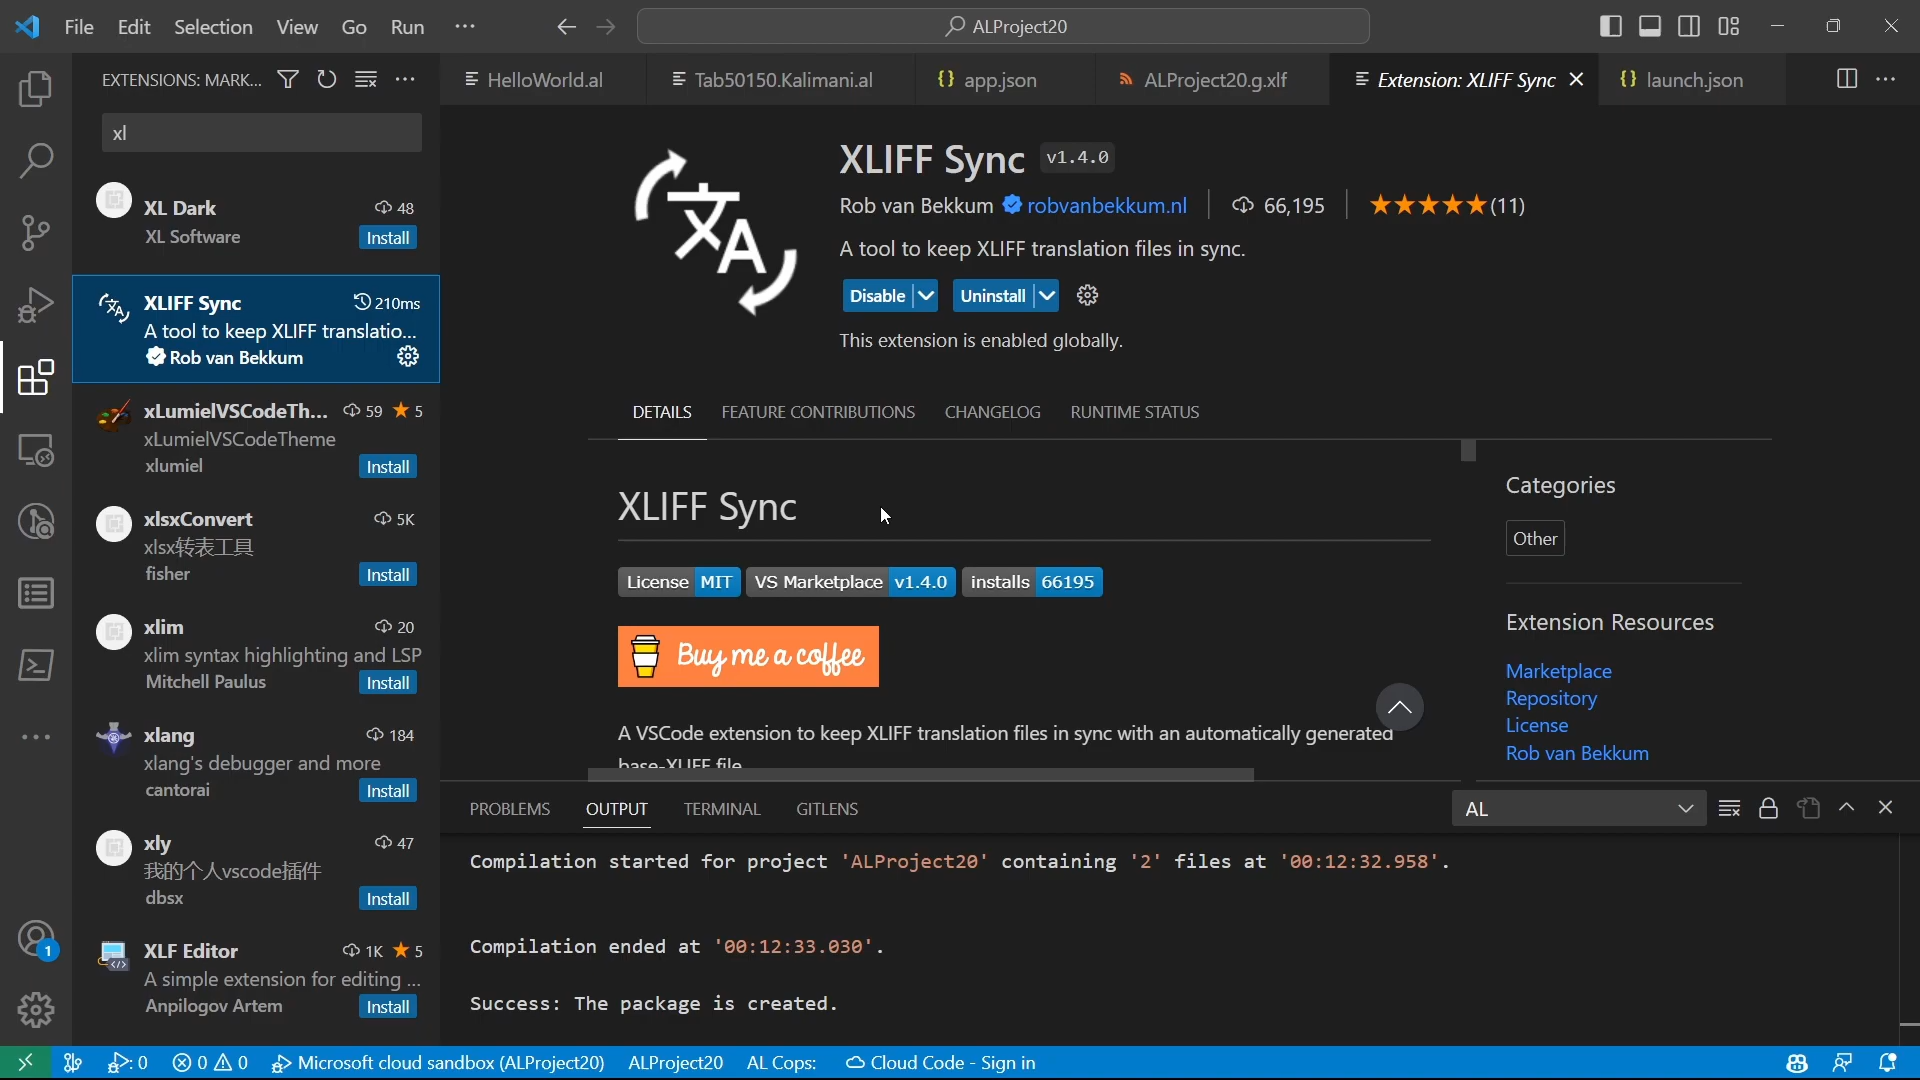 File Edit Selection View Go Run ···
ALProject20
EXTENSIONS: MARK... ···
HelloWorld.al
Tab50150.Kalimani.al
{} app.json
ALProject20.g.xlf
Extension: XLIFF Sync
{} launch.json
···
xl
XL Dark 48
XL Software Install
XLIFF Sync 210ms
A tool to keep XLIFF translatio...
Rob van Bekkum
xLumielVSCodeTh... 59 ★ 5
xLumielVSCodeTheme
xlumiel Install
xlsxConvert 5K
xlsx转表工具
fisher Install
xlim 20
xlim syntax highlighting and LSP
Mitchell Paulus Install
xlang 184
xlang's debugger and more
cantorai Install
xly 47
我的个人vscode插件
dbsx Install
XLF Editor 1K ★ 5
A simple extension for editing ...
Anpilogov Artem Install
1
文A
XLIFF Sync v1.4.0
Rob van Bekkum robvanbekkum.nl 66,195 ★★★★★(11)
A tool to keep XLIFF translation files in sync.
Disable Uninstall
This extension is enabled globally.
DETAILS FEATURE CONTRIBUTIONS CHANGELOG RUNTIME STATUS
XLIFF Sync
License MIT VS Marketplace v1.4.0 installs 66195
Buy me a coffee
A VSCode extension to keep XLIFF translation files in sync with an automatically generated
base-XLIFF file
Categories
Other
Extension Resources
Marketplace
Repository
License
Rob van Bekkum
PROBLEMS OUTPUT TERMINAL GITLENS
AL
Compilation started for project 'ALProject20' containing '2' files at '00:12:32.958'.
Compilation ended at '00:12:33.030'.
Success: The package is created.
0 0 0 Microsoft cloud sandbox (ALProject20) ALProject20 AL Cops: Cloud Code - Sign in